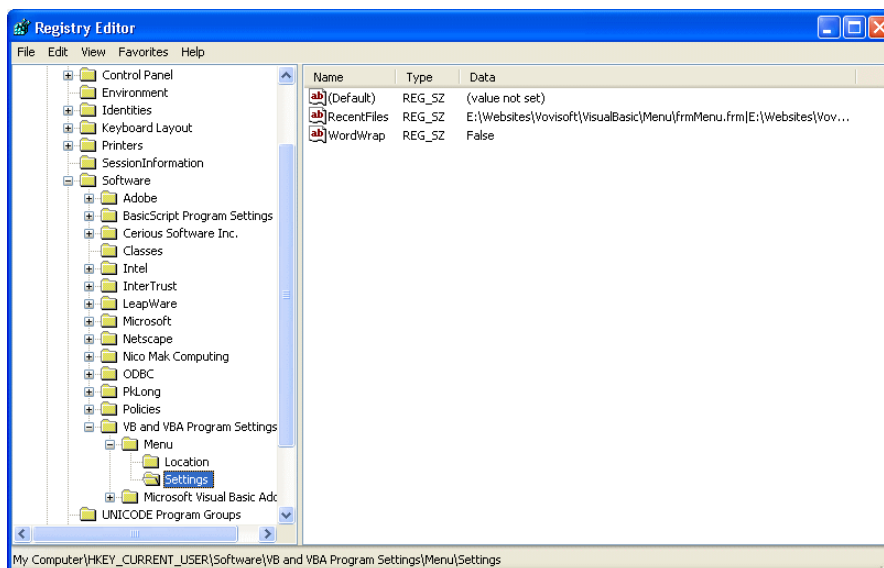 Registry Editor
File Edit View Favorites Help
Control Panel
Environment
Identities
Keyboard Layout
Printers
SessionInformation
Software
Adobe
BasicScript Program Settings
Cerious Software Inc.
Classes
Intel
InterTrust
LeapWare
Microsoft
Netscape
Nico Mak Computing
ODBC
PkLong
Policies
VB and VBA Program Settings
Menu
Location
Settings
Microsoft Visual Basic Adc
UNICODE Program Groups
Name Type Data
ab (Default) REG_SZ (value not set)
ab RecentFiles REG_SZ E:\Websites\Vovisoft\VisualBasic\Menu\frmMenu.frm|E:\Websites\Vov...
ab WordWrap REG_SZ False
My Computer\HKEY_CURRENT_USER\Software\VB and VBA Program Settings\Menu\Settings